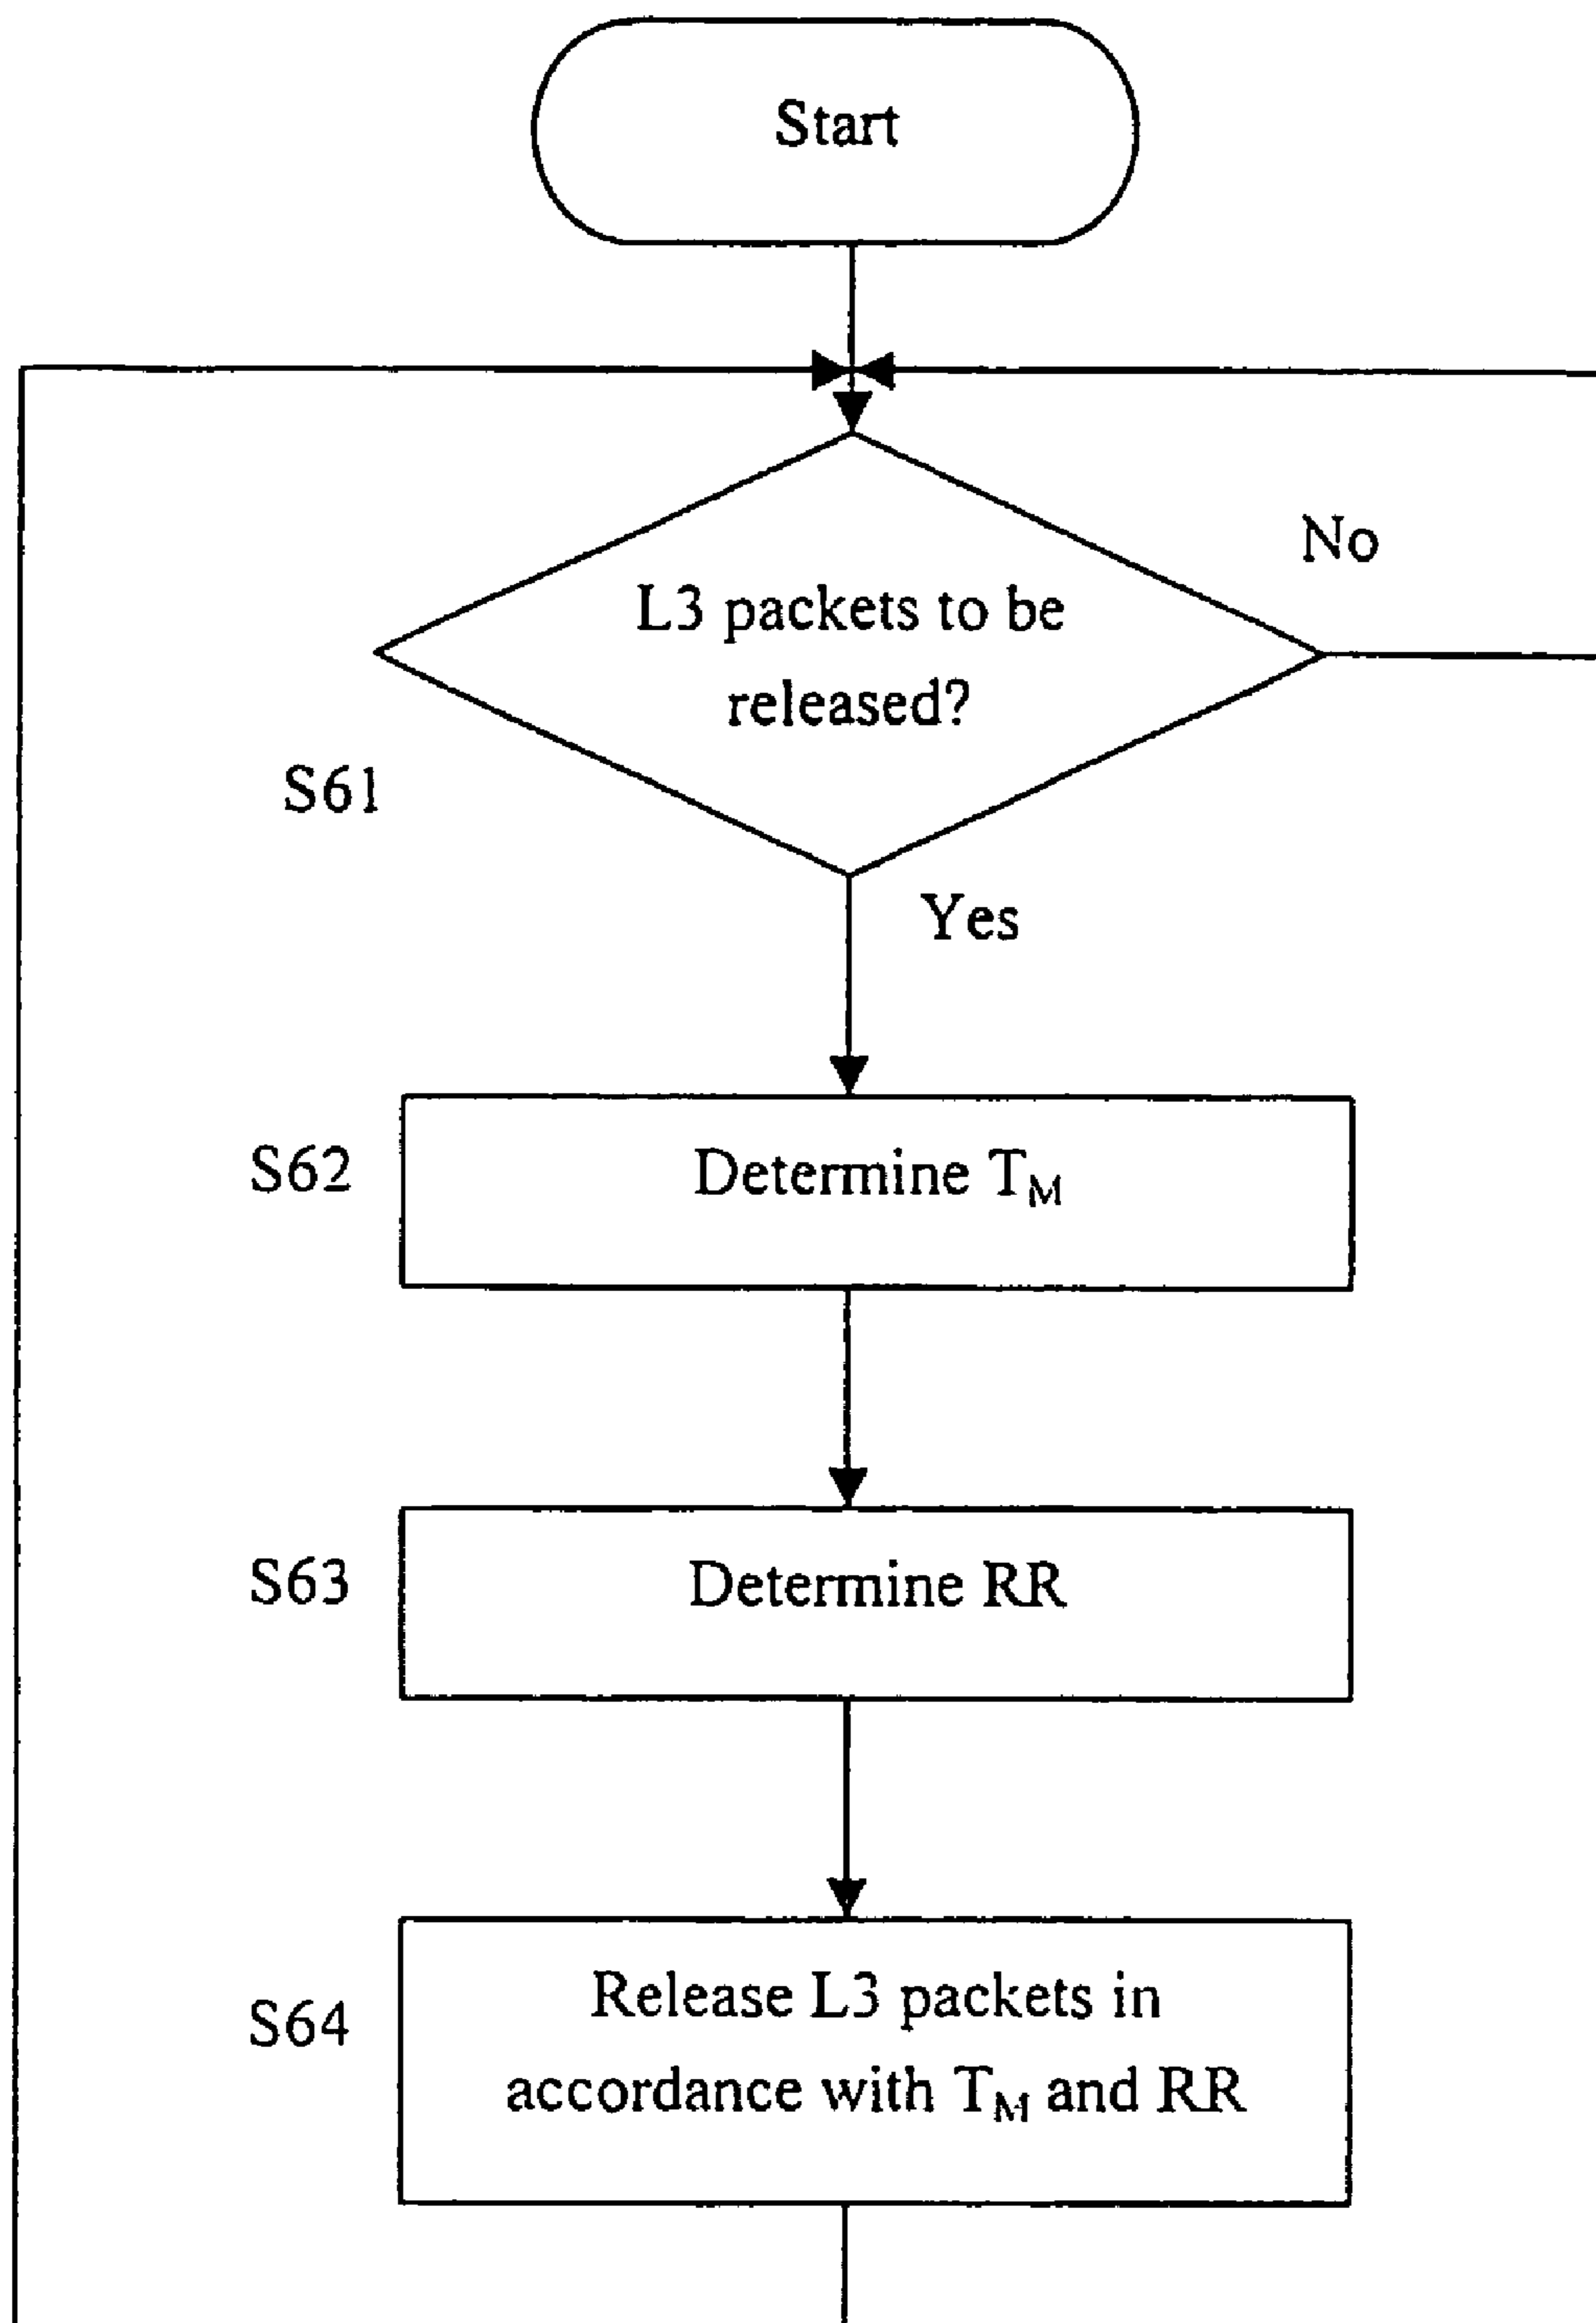 Start
No
L3 packets to be
released?
S61
Yes
S62
Determine T_M
S63
Determine RR
S64
Release L3 packets in
accordance with T_M and RR